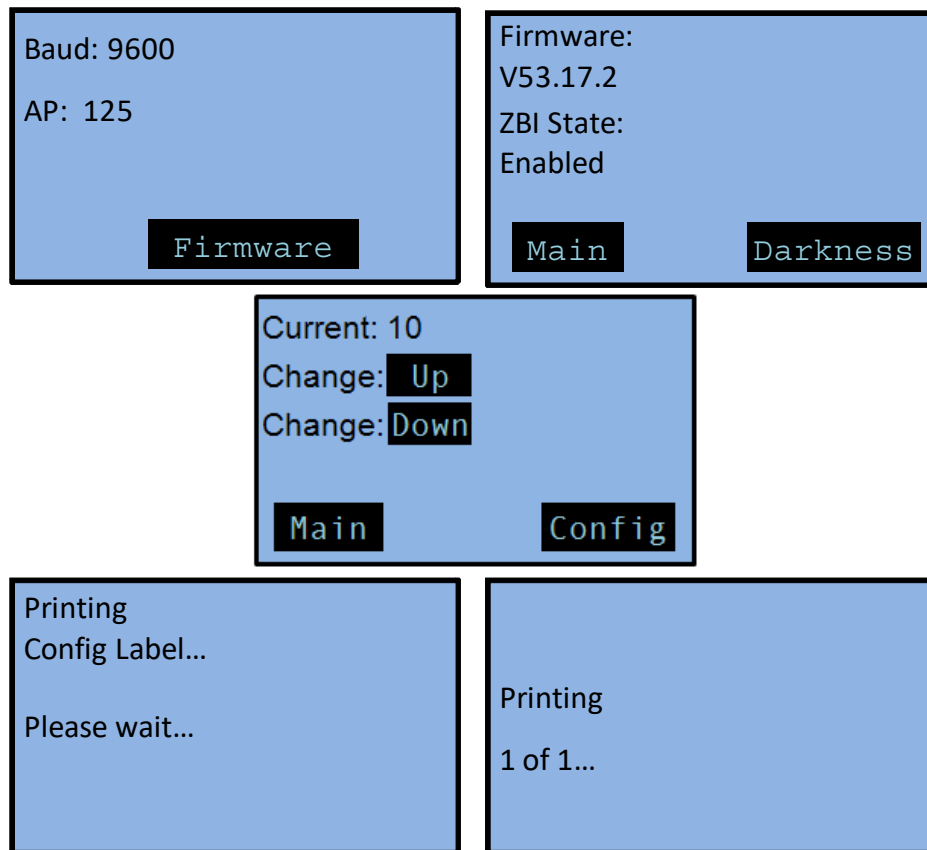 Baud: 9600
AP: 125
Firmware
Firmware:
V53.17.2
ZBI State:
Enabled
Main Darkness
Current: 10
Change: Up
Change: Down
Main Config
Printing
Config Label…
Please wait…
Printing
1 of 1…